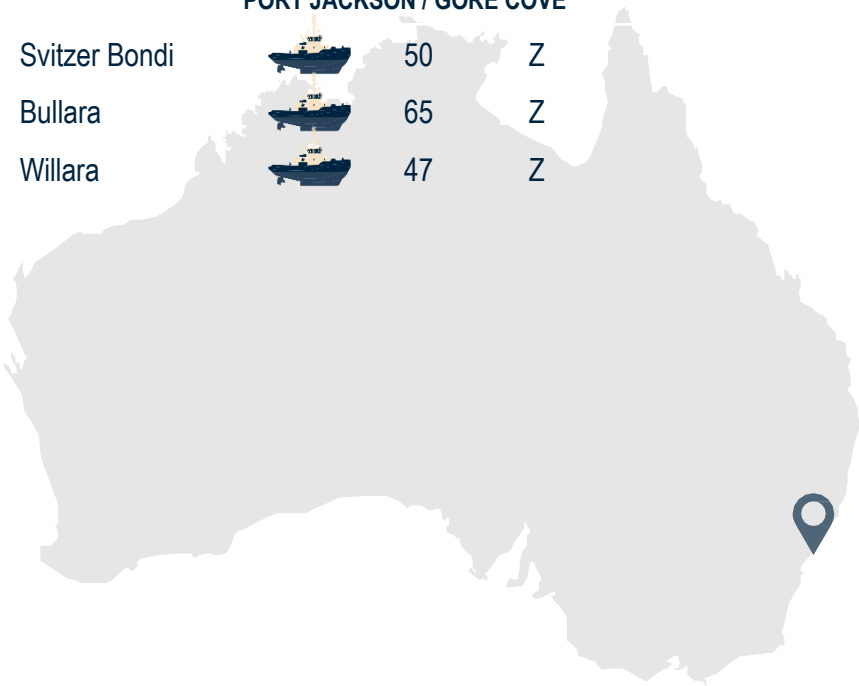 PORT JACKSON / GORE COVE
Svitzer Bondi 50 Z
Bullara 65 Z
Willara 47 Z